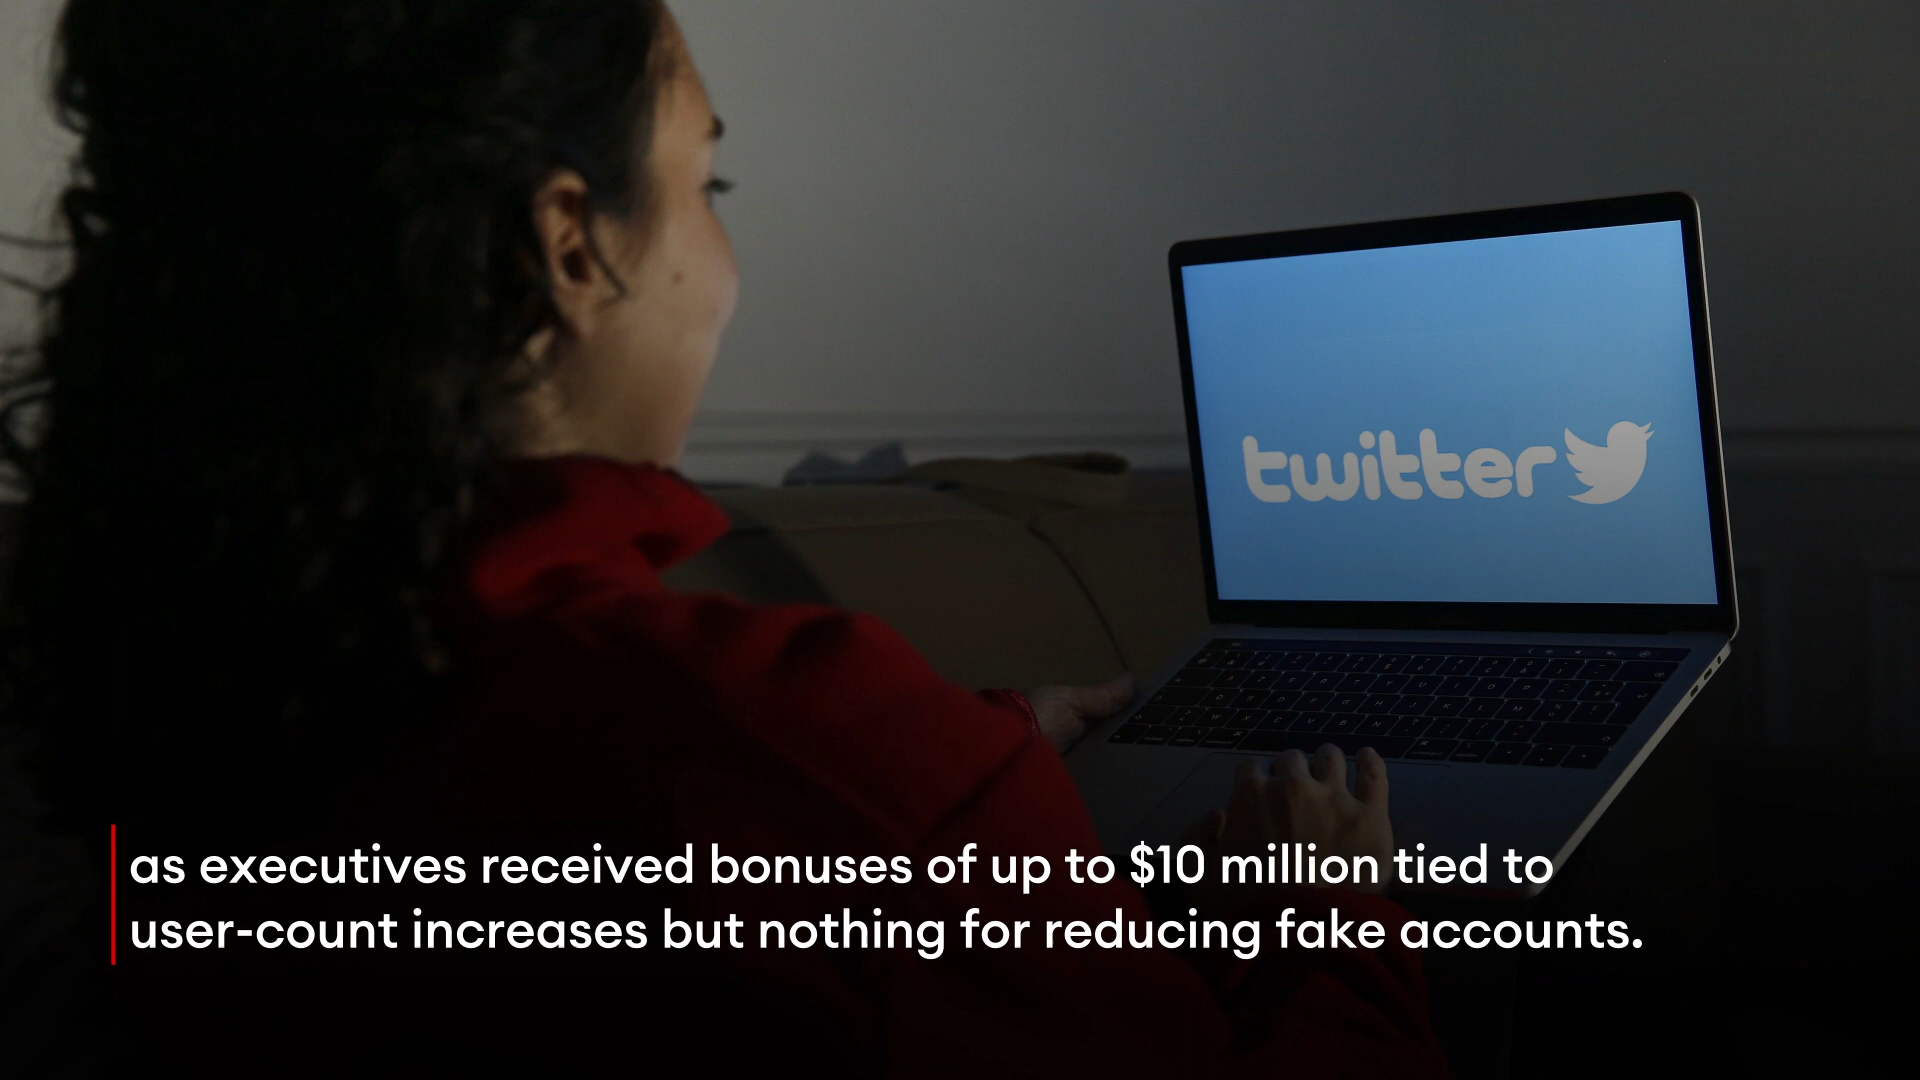 twitter
as executives received bonuses of up to $10 million tied to
user-count increases but nothing for reducing fake accounts.